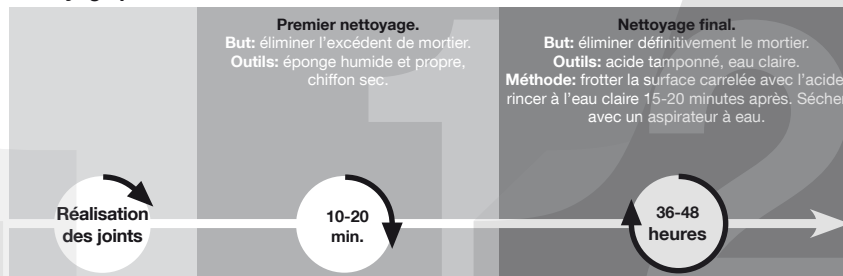 Premier nettoyage.
But: éliminer l'excédent de mortier.
Outils: éponge humide et propre,
chiffon sec.
Nettoyage final.
But: éliminer définitivement le mortier.
Outils: acide tamponné, eau claire.
Méthode: frotter la surface carrelée avec l'acide
rincer à l'eau claire 15-20 minutes après. Sécher
avec un aspirateur à eau.
Réalisation
des joints
10-20
min.
36-48
heures
1
2